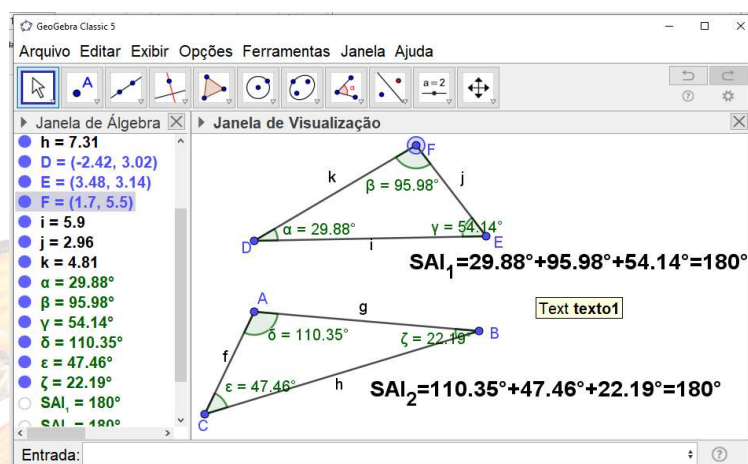 GeoGebra Classic 5
Arquivo Editar Exibir Opções Ferramentas Janela Ajuda
A
α
a=2
Janela de Álgebra
Janela de Visualização
h = 7.31
D = (-2.42, 3.02)
E = (3.48, 3.14)
F = (1.7, 5.5)
i = 5.9
j = 2.96
k = 4.81
α = 29.88°
β = 95.98°
γ = 54.14°
δ = 110.35°
ε = 47.46°
ζ = 22.19°
SAI₁ = 180°
SAI = 180°
F
k
j
β = 95.98°
α = 29.88°
γ = 54.14°
D
i
E
SAI₁=29.88°+95.98°+54.14°=180°
Text texto1
A
g
B
δ = 110.35°
ζ = 22.19°
f
h
ε = 47.46°
SAI₂=110.35°+47.46°+22.19°=180°
C
Entrada: